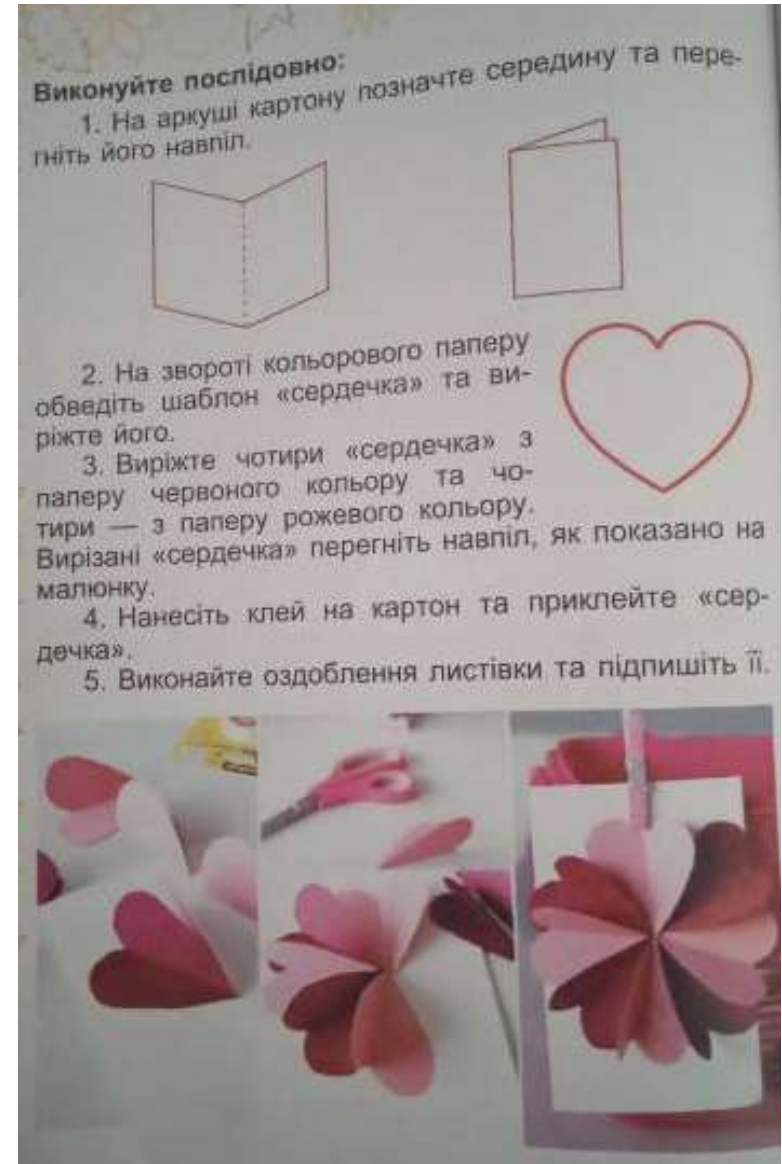 Виконуйте послідовно:
1. На аркуші картону позначте середину та пере-
гніть його навпіл.
2. На звороті кольорового паперу
обведіть шаблон «сердечка» та ви-
ріжте його.
3. Виріжте чотири «сердечка» з
паперу червоного кольору та чо-
тири — з паперу рожевого кольору.
Вирізані «сердечка» перегніть навпіл, як показано на
малюнку.
4. Нанесіть клей на картон та приклейте «сер-
дечка».
5. Виконайте оздоблення листівки та підпишіть її.